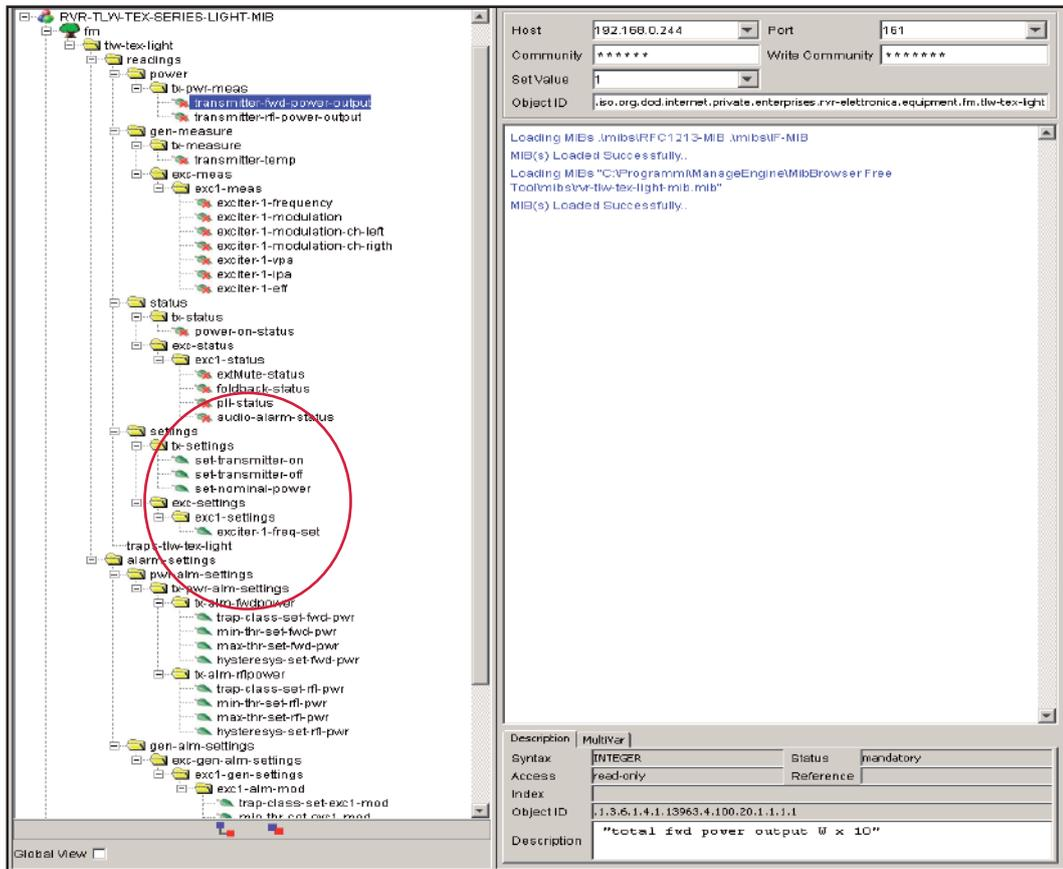 RVR-TLW-TEX-SERIES-LIGHT-MIB
fm
tlw-tex-light
readings
power
tx-pwr-meas
transmitter-fwd-power-output
transmitter-rfl-power-output
gen-measure
tx-measure
transmitter-temp
exc-meas
exc1-meas
exciter-1-frequency
exciter-1-modulation
exciter-1-modulation-ch-left
exciter-1-modulation-ch-rigth
exciter-1-vpa
exciter-1-ipa
exciter-1-eff
status
tx-status
power-on-status
exc-status
exc1-status
extMute-status
foldback-status
pll-status
audio-alarm-status
settings
tx-settings
set-transmitter-on
set-transmitter-off
set-nominal-power
exc-settings
exc1-settings
exciter-1-freq-set
traps-tlw-tex-light
alarm-settings
pwr-alm-settings
tx-pwr-alm-settings
tx-alm-fwdpower
trap-class-set-fwd-pwr
min-thr-set-fwd-pwr
max-thr-set-fwd-pwr
hysteresys-set-fwd-pwr
tx-alm-rflpower
trap-class-set-rfl-pwr
min-thr-set-rfl-pwr
max-thr-set-rfl-pwr
hysteresys-set-rfl-pwr
gen-alm-settings
exc-gen-alm-settings
exc1-gen-settings
exc1-alm-mod
trap-class-set-exc1-mod
min-thr-set-exc1-mod
Global View
Host 192.168.0.244 Port 161
Community ****** Write Community *******
Set Value 1
Object ID .iso.org.dod.internet.private.enterprises.rvr-elettronica.equipment.fm.tlw-tex-light
Loading MIBs .\mibs\RFC1213-MIB .\mibs\IF-MIB
MIB(s) Loaded Successfully..
Loading MIBs "C:\Programmi\ManageEngine\MibBrowser Free
Tool\mibs\rvr-tlw-tex-light-mib.mib"
MIB(s) Loaded Successfully..
Description MultiVar
Syntax INTEGER Status mandatory
Access read-only Reference
Index
Object ID .1.3.6.1.4.1.13963.4.100.20.1.1.1.1
Description "total fwd power output W x 10"